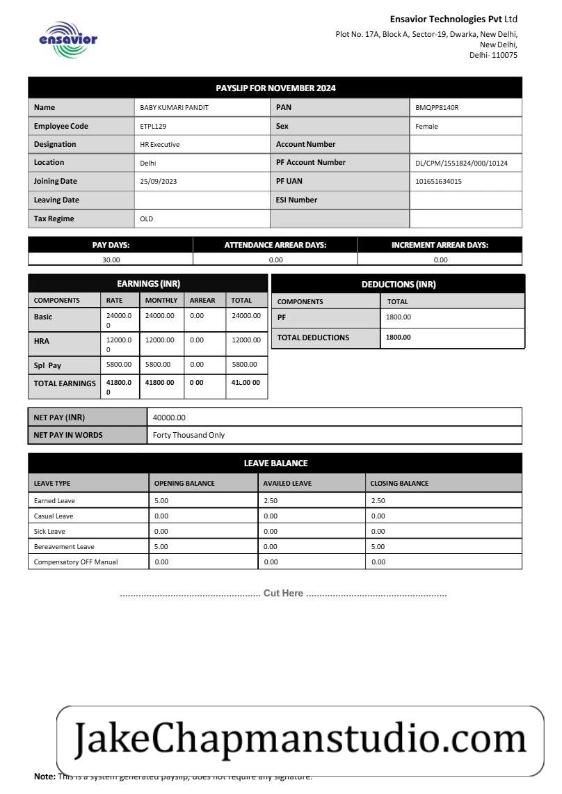 ensavior
Ensavior Technologies Pvt Ltd
Plot No. 17A, Block A, Sector-19, Dwarka, New Delhi,
New Delhi,
Delhi- 110075
PAYSLIP FOR NOVEMBER 2024
Name BABY KUMARI PANDIT PAN BMQPP8140R
Employee Code ETPL129 Sex Female
Designation HR Executive Account Number
Location Delhi PF Account Number DL/CPM/1551824/000/10124
Joining Date 25/09/2023 PF UAN 101651634015
Leaving Date ESI Number
Tax Regime OLD
PAY DAYS: ATTENDANCE ARREAR DAYS: INCREMENT ARREAR DAYS:
30.00 0.00 0.00
EARNINGS (INR)
COMPONENTS RATE MONTHLY ARREAR TOTAL
Basic 24000.0 24000.00 0.00 24000.00
0
HRA 12000.0 12000.00 0.00 12000.00
0
Spl Pay 5800.00 5800.00 0.00 5800.00
TOTAL EARNINGS 41800.0 41800 00 0 00
0
DEDUCTIONS (INR)
COMPONENTS TOTAL
PF 1800.00
TOTAL DEDUCTIONS 1800.00
NET PAY (INR) 40000.00
NET PAY IN WORDS Forty Thousand Only
LEAVE BALANCE
LEAVE TYPE OPENING BALANCE AVAILED LEAVE CLOSING BALANCE
Earned Leave 5.00 2.50 2.50
Casual Leave 0.00 0.00 0.00
Sick Leave 0.00 0.00 0.00
Bereavement Leave 5.00 0.00 5.00
Compensatory OFF Manual 0.00 0.00 0.00
Cut Here
JakeChapmanstudio.com
Note: This is a system generated payslip, does not require any signature.